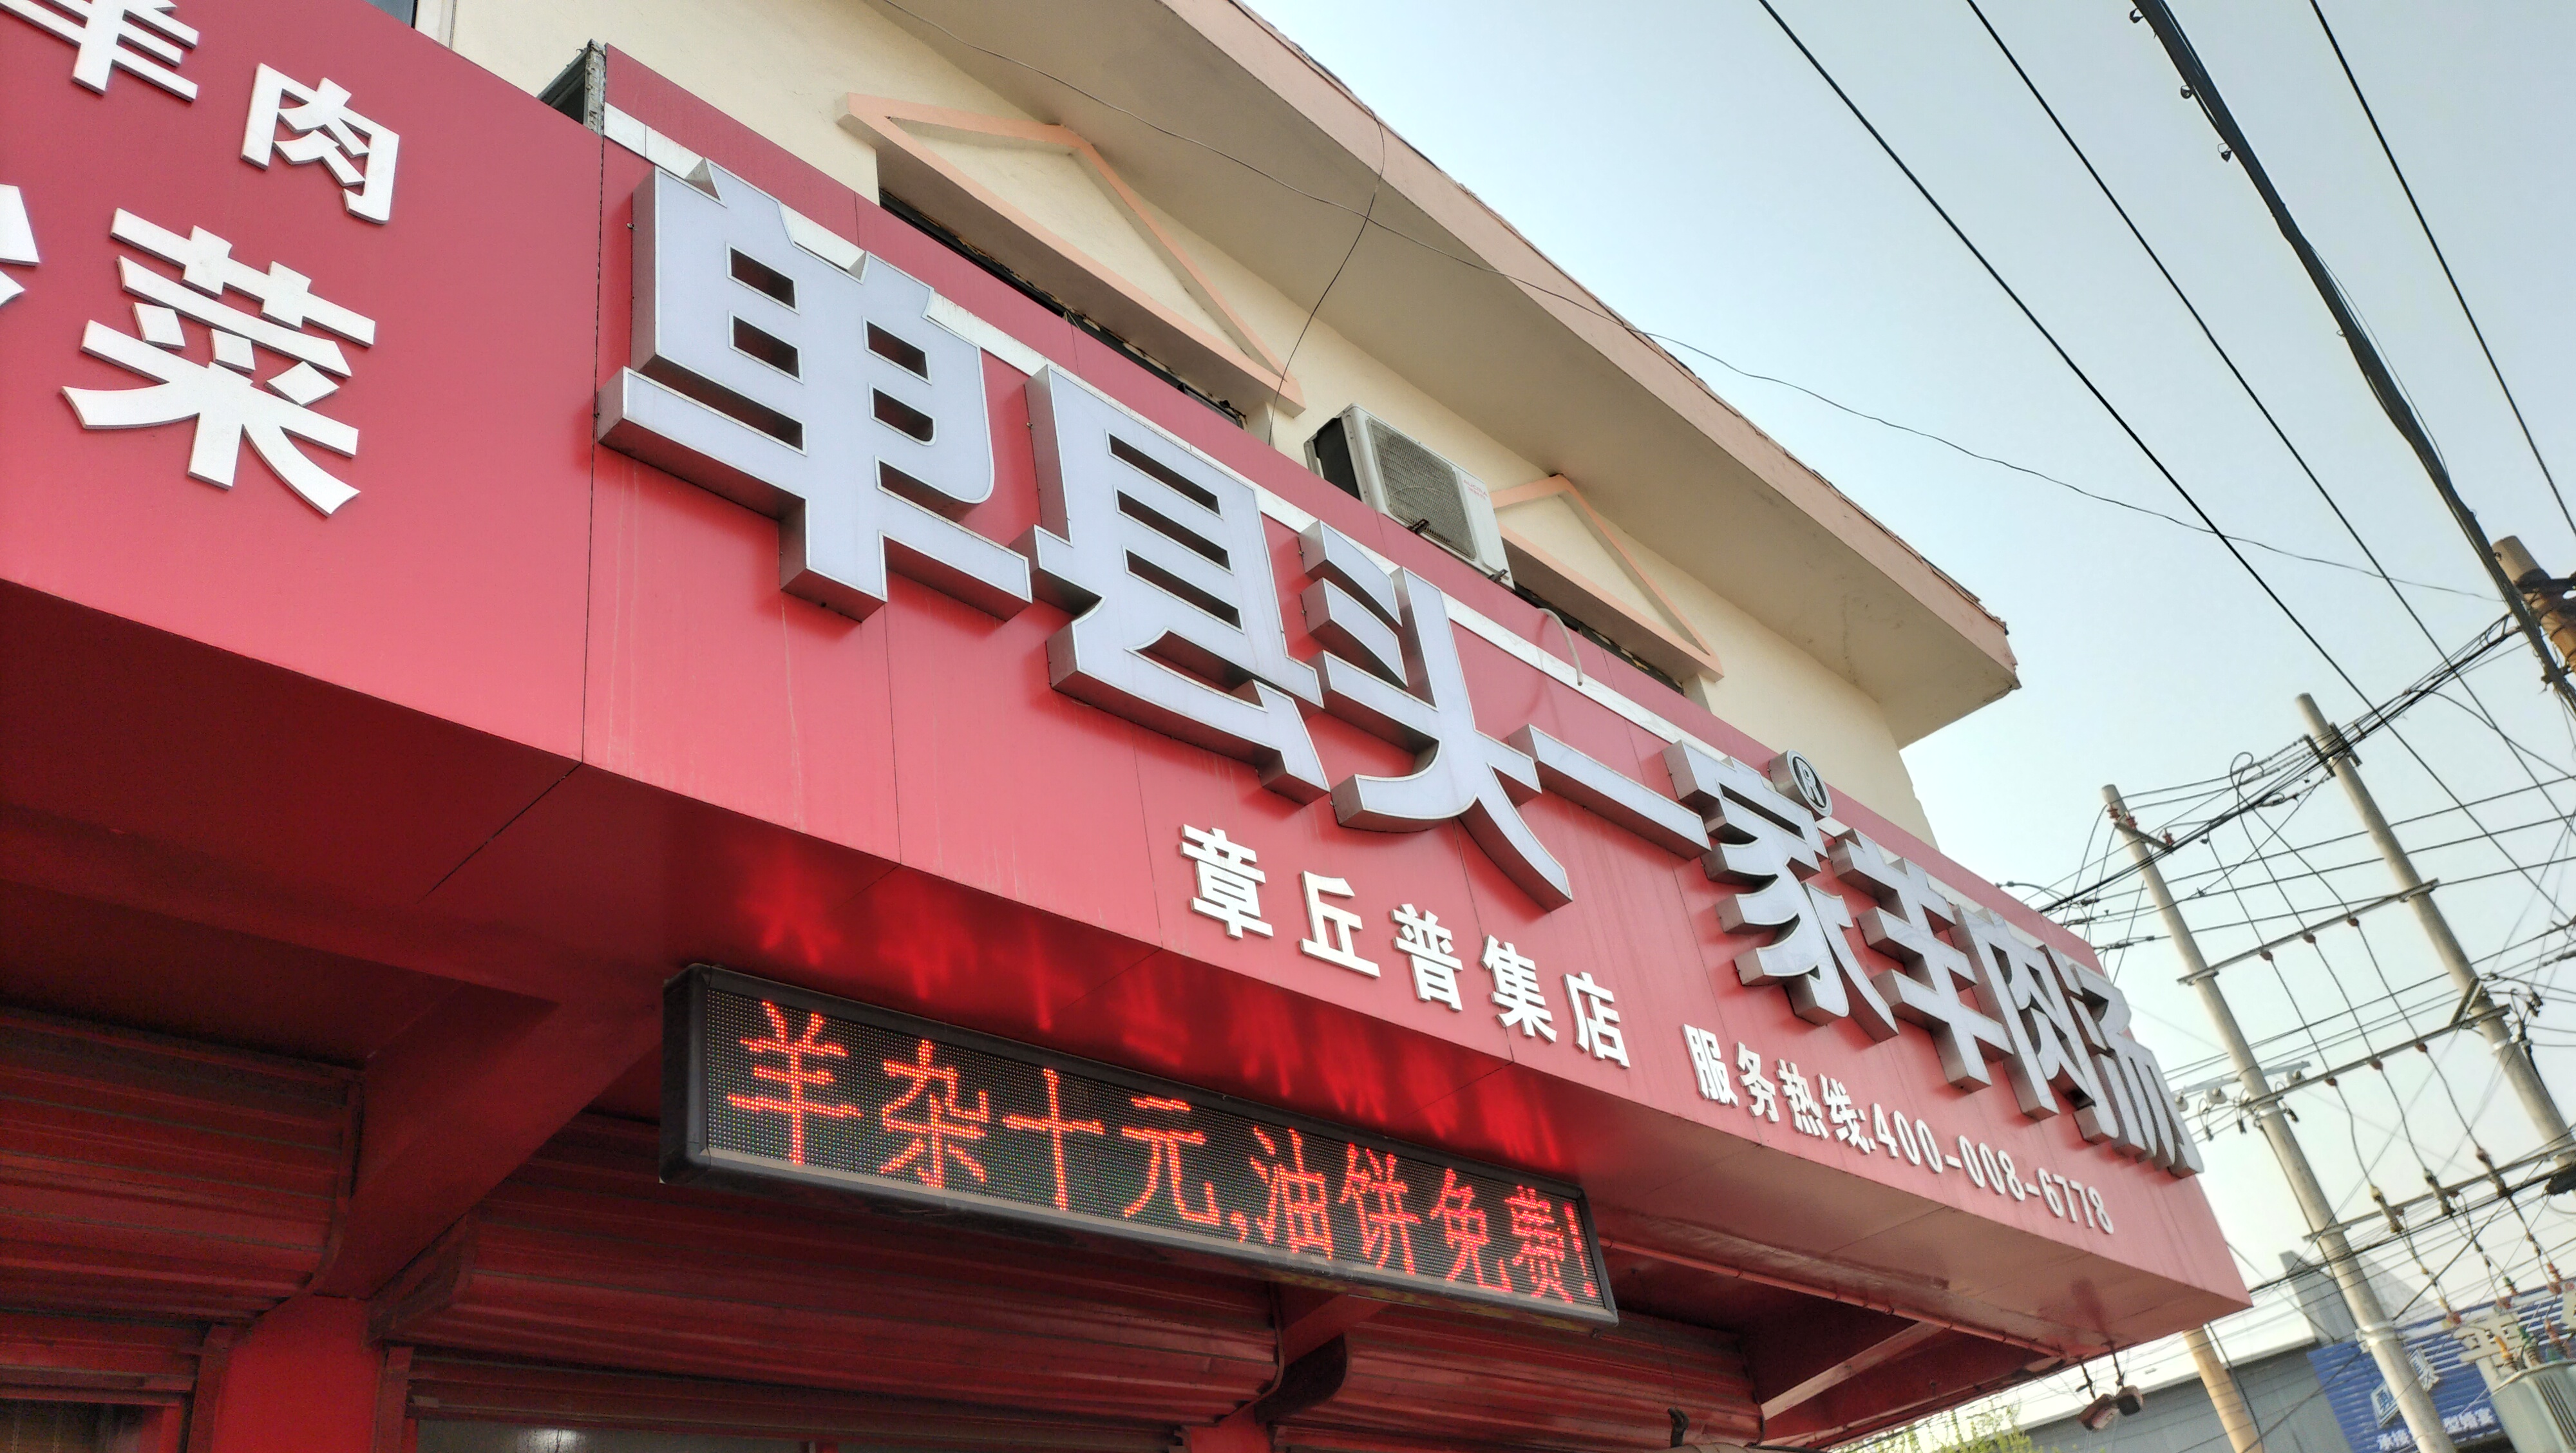 羊肉
菜
单县头一家®羊肉汤
章丘普集店
服务热线:400-008-6778
羊杂十元,油饼免费!